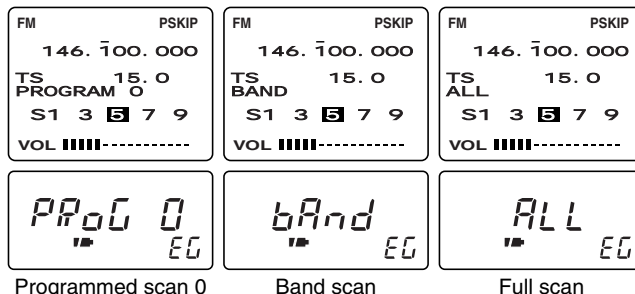 FM PSKIP
146.100.000
TS 15.0
PROGRAM 0
S1 3 5 7 9
VOL
FM PSKIP
146.100.000
TS 15.0
BAND
S1 3 5 7 9
VOL
FM PSKIP
146.100.000
TS 15.0
ALL
S1 3 5 7 9
VOL
PRoG 0
EG
bAnd
EG
ALL
EG
Programmed scan 0
Band scan
Full scan